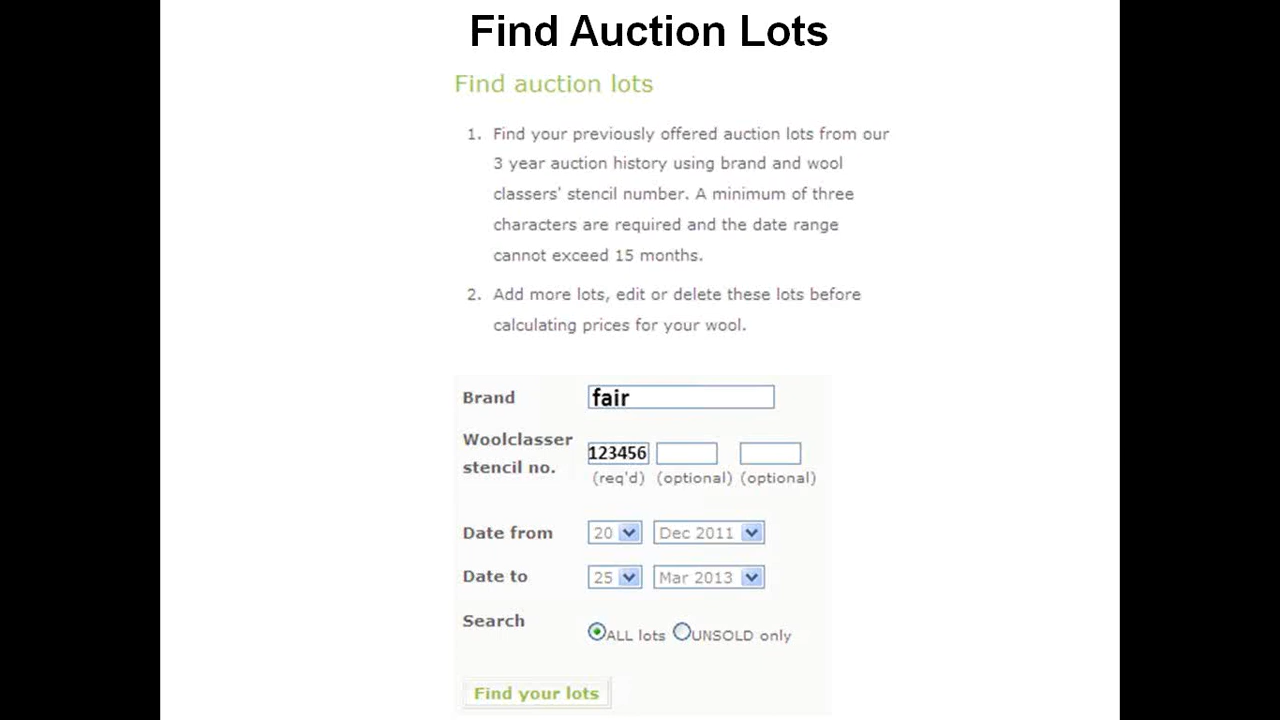 Find Auction Lots
Find auction lots
1. Find your previously offered auction lots from our
3 year auction history using brand and wool
classers' stencil number. A minimum of three
characters are required and the date range
cannot exceed 15 months.
2. Add more lots, edit or delete these lots before
calculating prices for your wool.
Brand fair
Woolclasser
stencil no. 123456
(req'd) (optional) (optional)
Date from 20 Dec 2011
Date to 25 Mar 2013
Search ALL lots UNSOLD only
Find your lots